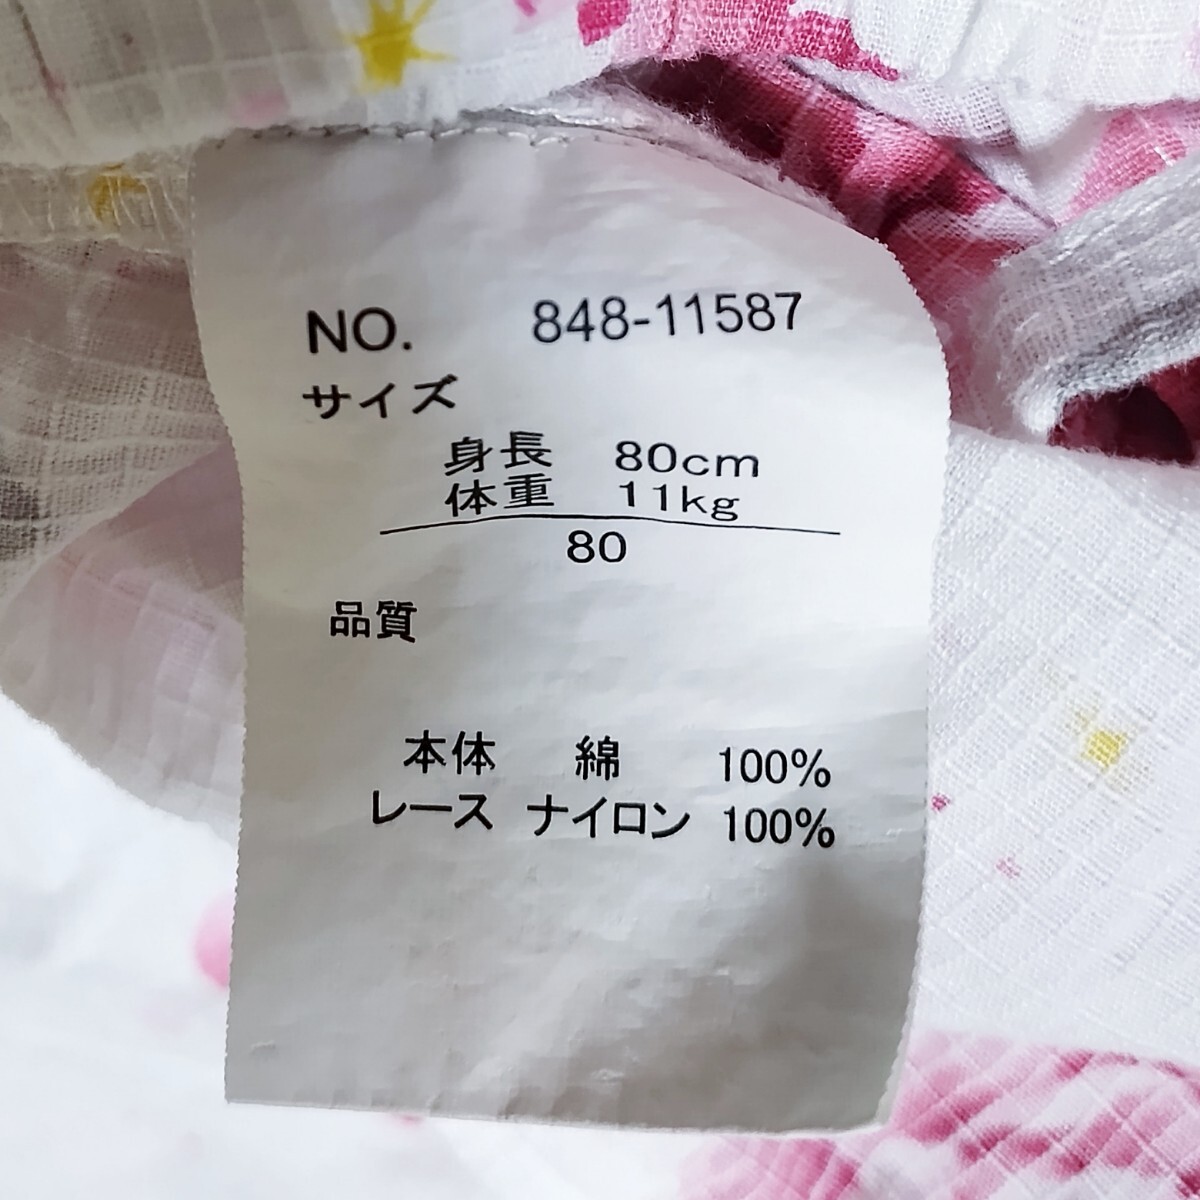 NO. 848-11587
サイズ
身長 80cm
体重 11kg
80
品質
本体 綿 100%
レース ナイロン 100%